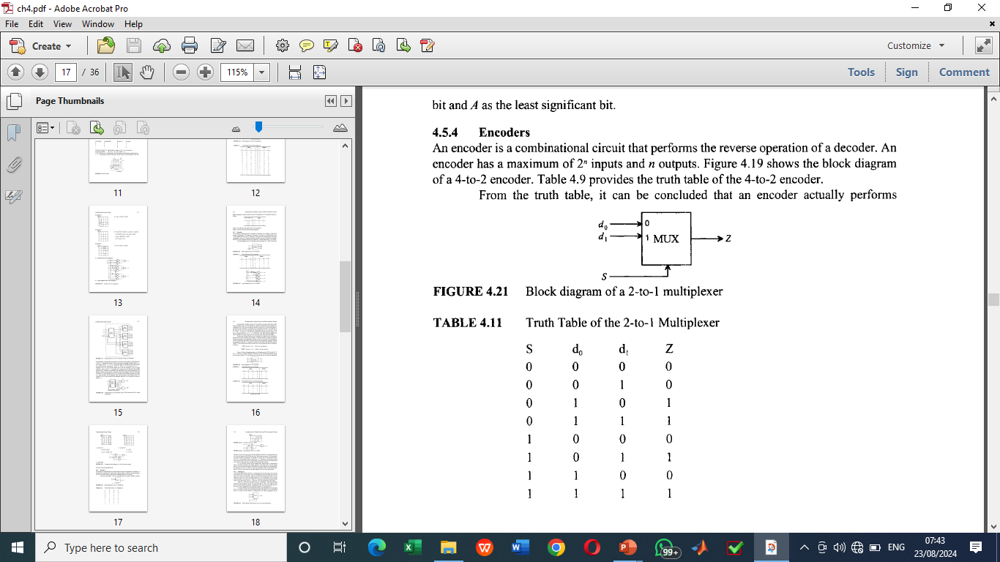 ch4.pdf - Adobe Acrobat Pro
File Edit View Window Help
Create
Customize
17 / 36
115%
Tools Sign Comment
Page Thumbnails
11
12
13
14
15
16
17
18
bit and A as the least significant bit.
4.5.4 Encoders
An encoder is a combinational circuit that performs the reverse operation of a decoder. An
encoder has a maximum of 2ⁿ inputs and n outputs. Figure 4.19 shows the block diagram
of a 4-to-2 encoder. Table 4.9 provides the truth table of the 4-to-2 encoder.
From the truth table, it can be concluded that an encoder actually performs
d₀ 0
d₁ 1 MUX Z
S
FIGURE 4.21 Block diagram of a 2-to-1 multiplexer
TABLE 4.11 Truth Table of the 2-to-1 Multiplexer
S d₀ d₁ Z
0 0 0 0
0 0 1 0
0 1 0 1
0 1 1 1
1 0 0 0
1 0 1 1
1 1 0 0
1 1 1 1
Type here to search
99+
ENG
07:43
23/08/2024